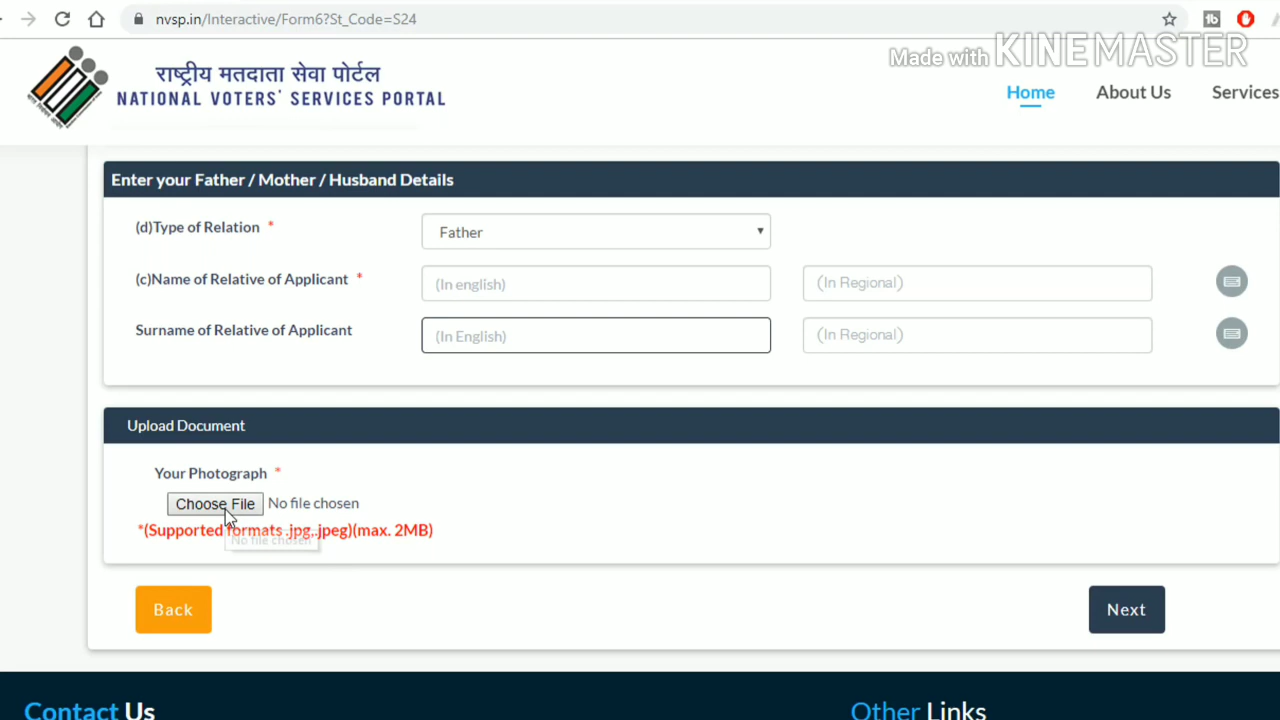 nvsp.in/Interactive/Form6?St_Code=S24
Made with KINEMASTER
राष्ट्रीय मतदाता सेवा पोर्टल
NATIONAL VOTERS' SERVICES PORTAL
Home About Us Services
Enter your Father / Mother / Husband Details
(d)Type of Relation * Father
(c)Name of Relative of Applicant * (In english) (In Regional)
Surname of Relative of Applicant (In English) (In Regional)
Upload Document
Your Photograph *
Choose File No file chosen
*(Supported formats .jpg,.jpeg)(max. 2MB)
No file chosen
Back Next
Contact Us Other Links